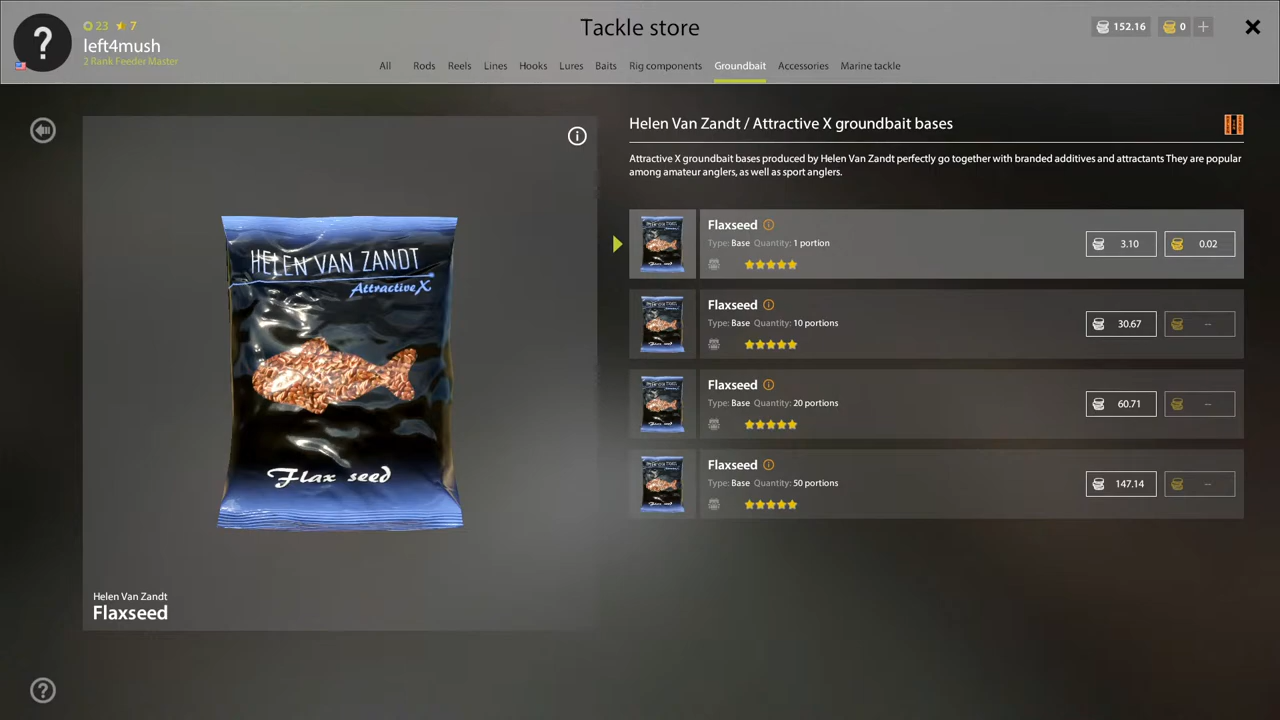 23 7
left4mush
2 Rank Feeder Master
Tackle store
152.16 0
All Rods Reels Lines Hooks Lures Baits Rig components Groundbait Accessories Marine tackle
HELEN VAN ZANDT
Attractive X
Flax seed
Helen Van Zandt
Flaxseed
Helen Van Zandt / Attractive X groundbait bases
Attractive X groundbait bases produced by Helen Van Zandt perfectly go together with branded additives and attractants They are popular
among amateur anglers, as well as sport anglers.
Flaxseed
Type: Base Quantity: 1 portion
3.10 0.02
Flaxseed
Type: Base Quantity: 10 portions
30.67 --
Flaxseed
Type: Base Quantity: 20 portions
60.71 --
Flaxseed
Type: Base Quantity: 50 portions
147.14 --